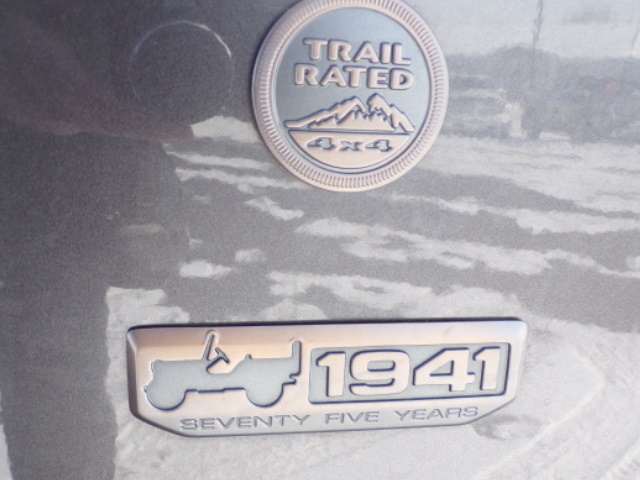 TRAIL
RATED
4x4
1941
SEVENTY FIVE YEARS